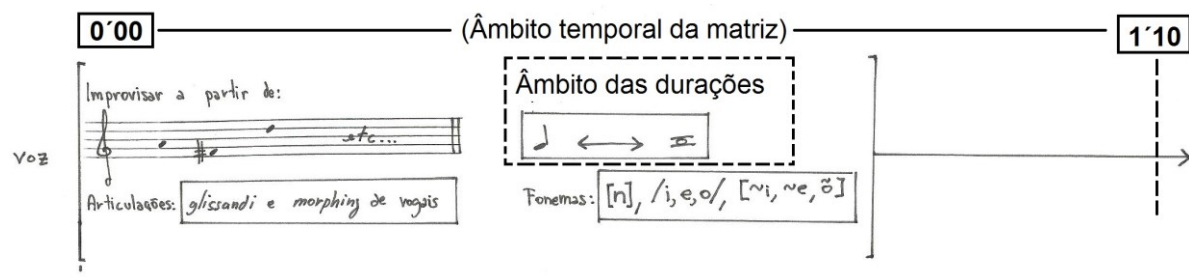 0´00 (Âmbito temporal da matriz) 1´10
Improvisar a partir de:
Âmbito das durações
etc...
voz
Articulações: glissandi e morphing de vogais
Fonemas: [n], /i, e, o/, [~i, ~e, õ]